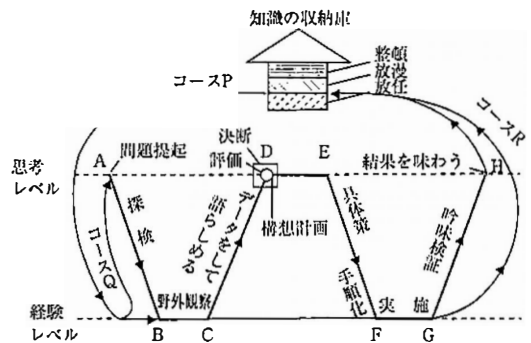 知識の収納庫
整頓
放漫
放任
コースP
コースR
決断
D
評価
E
A
問題提起
結果を味わう
H
思考
レベル
探検
データをして
語らしめる
構想計画
具体策
手順化
吟味検証
コースQ
経験
レベル
野外観察
実施
B
C
F
G